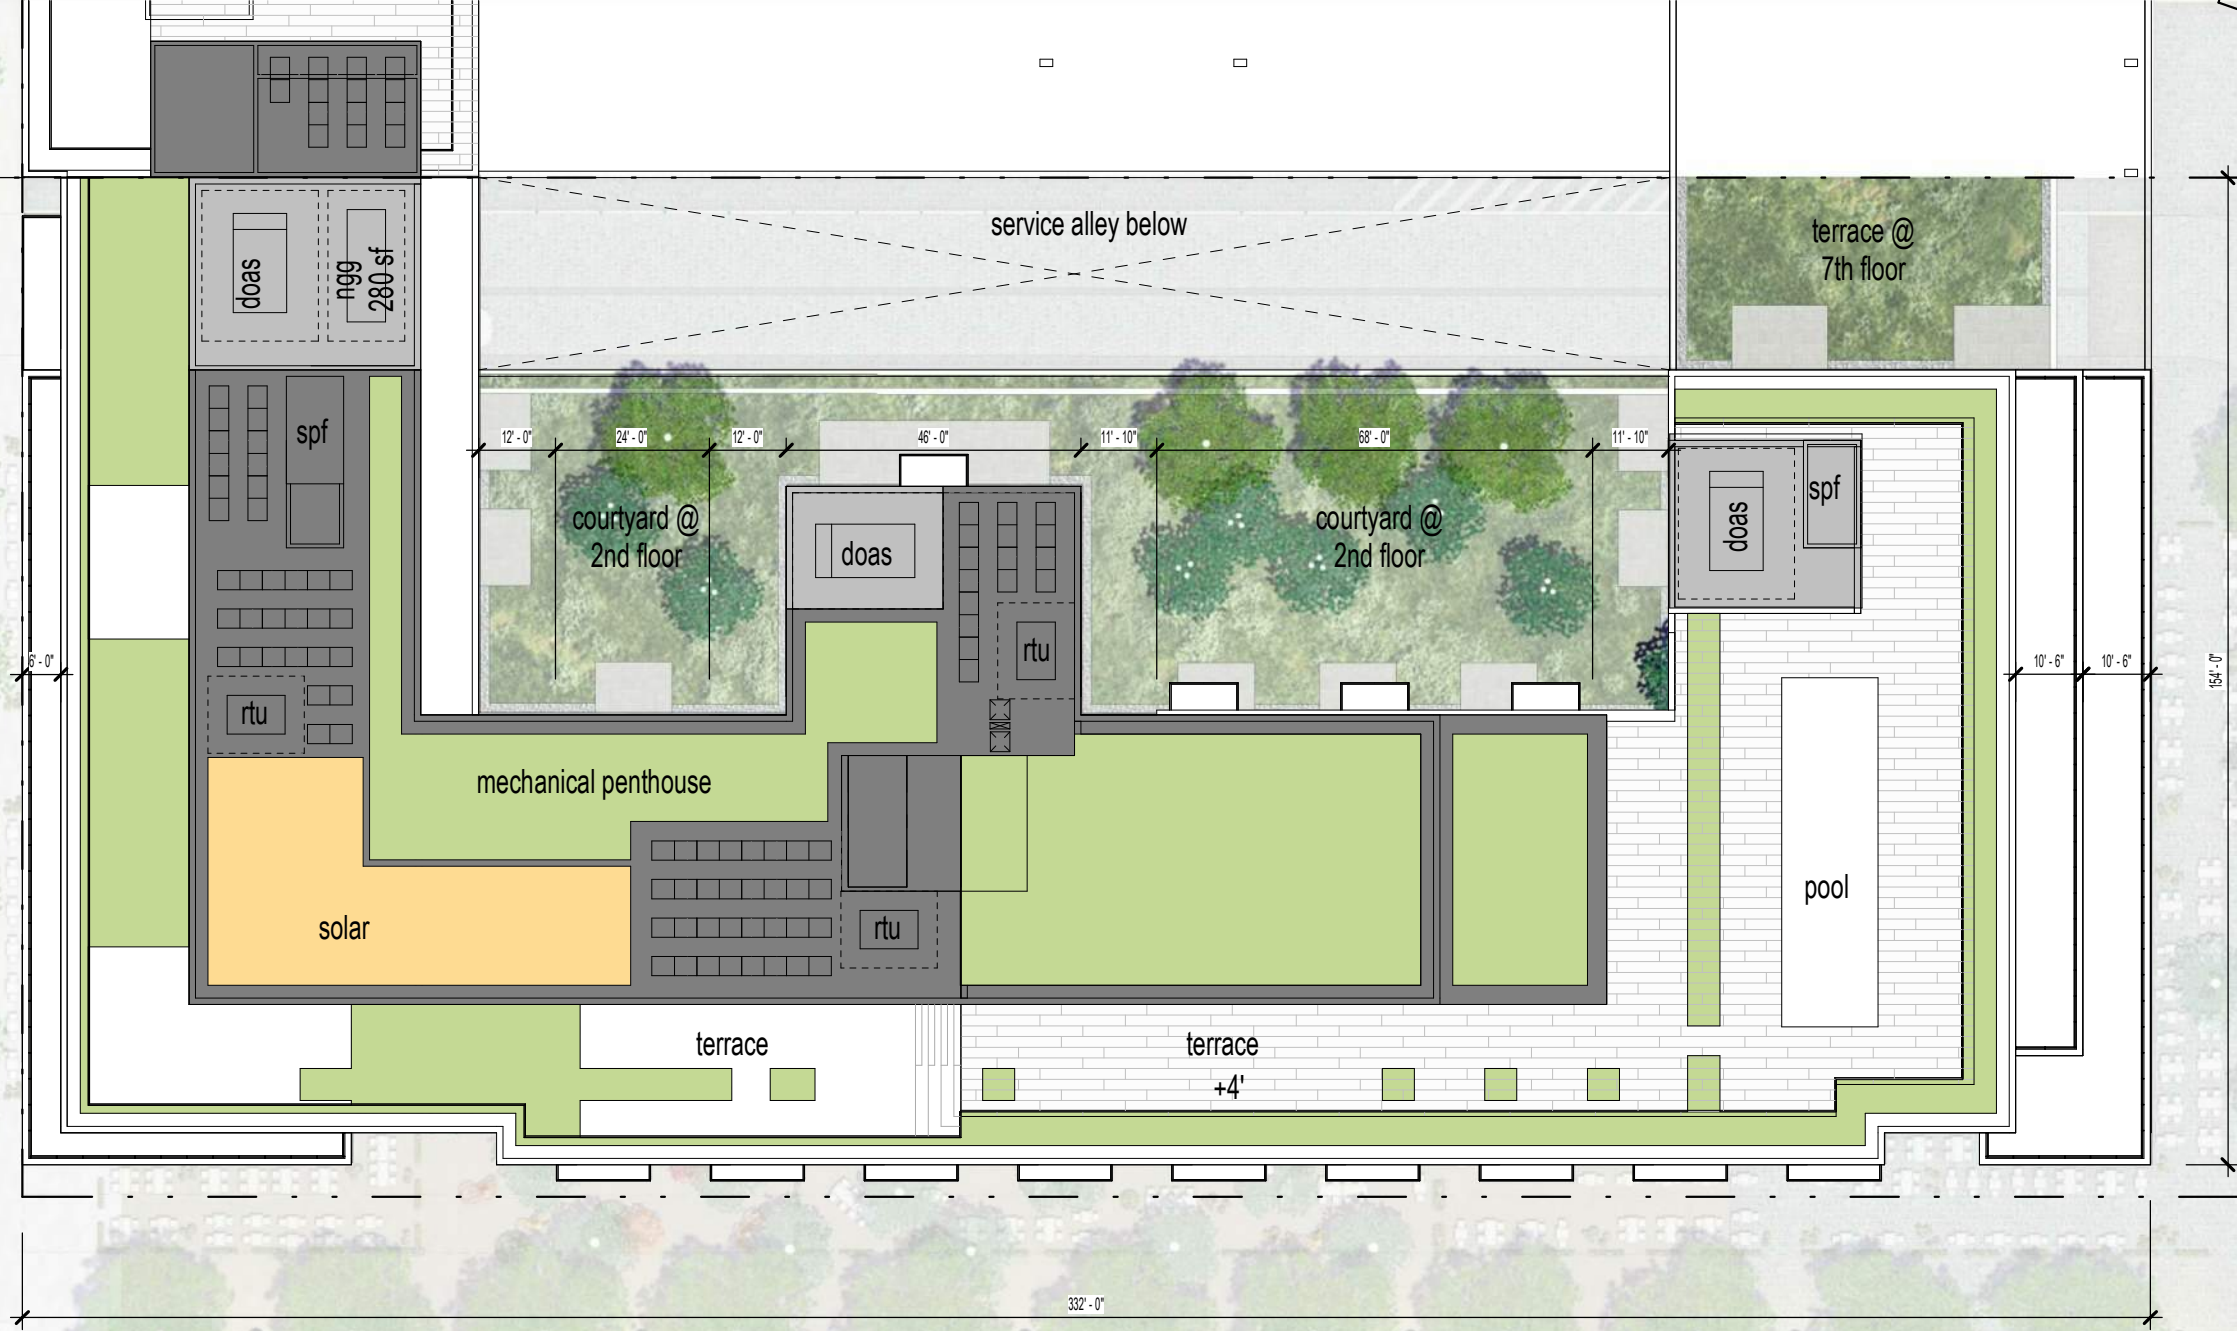 service alley below
terrace @
7th floor
doas
ngg
280 sf
spf
12' - 0"
24' - 0"
12' - 0"
46' - 0"
11' - 10"
68' - 0"
11' - 10"
courtyard @
2nd floor
doas
courtyard @
2nd floor
doas
spf
rtu
6' - 0"
10' - 6"
10' - 6"
154' - 0"
rtu
mechanical penthouse
pool
solar
rtu
terrace
terrace
+4'
332' - 0"